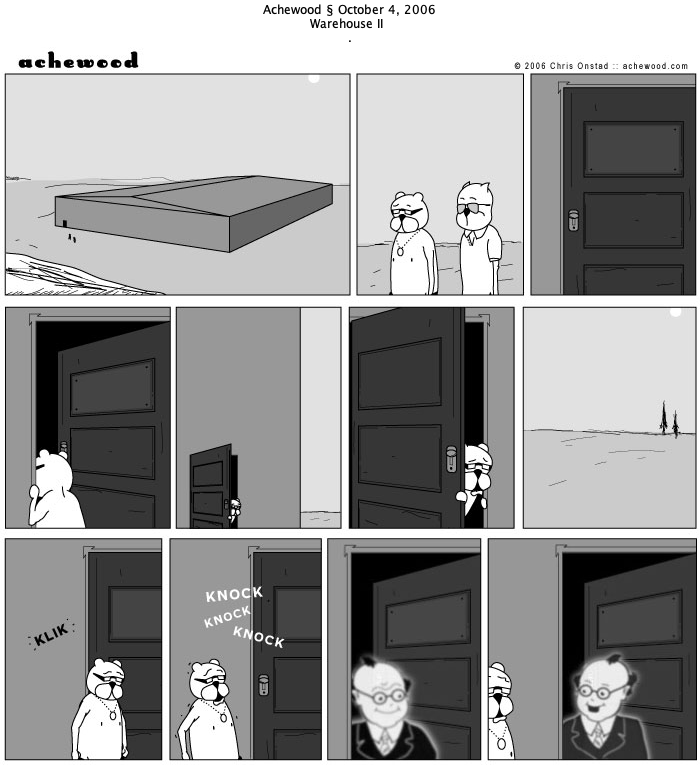 Achewood § October 4, 2006
Warehouse II
.
achewood
© 2006 Chris Onstad :: achewood.com
KLIK
KNOCK
KNOCK
KNOCK